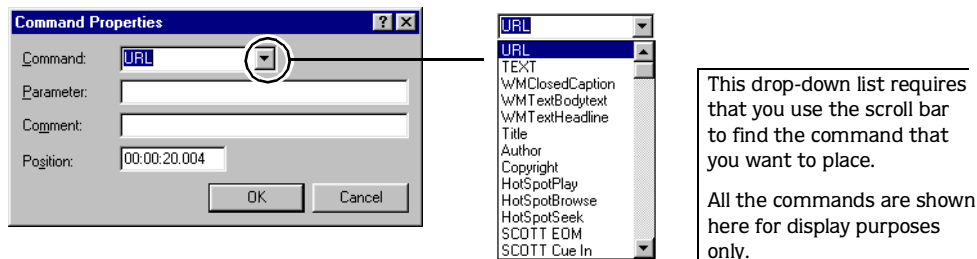 Command Properties
Command: URL
Parameter:
Comment:
Position: 00:00:20.004
OK Cancel
URL
URL
TEXT
WMClosedCaption
WMTextBodytext
WMTextHeadline
Title
Author
Copyright
HotSpotPlay
HotSpotBrowse
HotSpotSeek
SCOTT EOM
SCOTT Cue In
This drop-down list requires
that you use the scroll bar
to find the command that
you want to place.
All the commands are shown
here for display purposes
only.